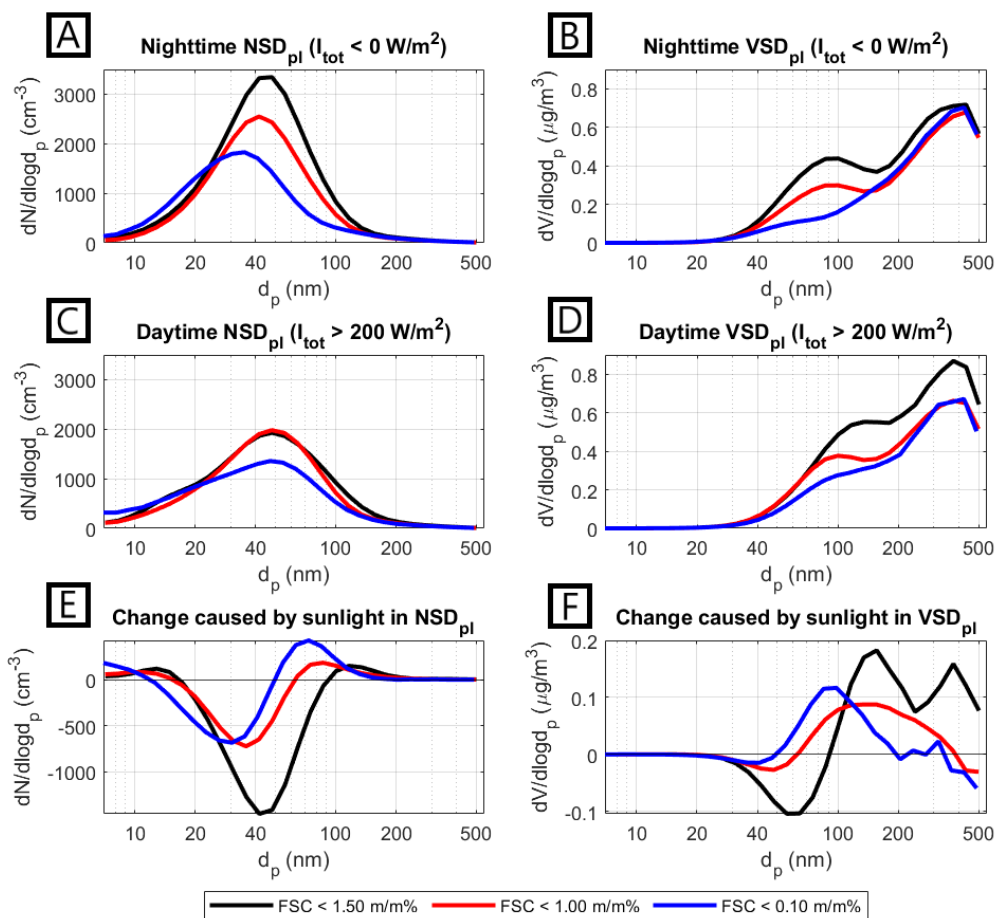 A
Nighttime NSD_pl (I_tot < 0 W/m²)
dN/dlogd_p (cm⁻³)
3000
2000
1000
0
10 20 40 100 200 500
d_p (nm)
B
Nighttime VSD_pl (I_tot < 0 W/m²)
dV/dlogd_p (μg/m³)
0.8
0.6
0.4
0.2
0
10 20 40 100 200 500
d_p (nm)
C
Daytime NSD_pl (I_tot > 200 W/m²)
dN/dlogd_p (cm⁻³)
3000
2000
1000
0
10 20 40 100 200 500
d_p (nm)
D
Daytime VSD_pl (I_tot > 200 W/m²)
dV/dlogd_p (μg/m³)
0.8
0.6
0.4
0.2
0
10 20 40 100 200 500
d_p (nm)
E
Change caused by sunlight in NSD_pl
dN/dlogd_p (cm⁻³)
0
-500
-1000
10 20 40 100 200 500
d_p (nm)
F
Change caused by sunlight in VSD_pl
dV/dlogd_p (μg/m³)
0.2
0.1
0
-0.1
10 20 40 100 200 500
d_p (nm)
FSC < 1.50 m/m% FSC < 1.00 m/m% FSC < 0.10 m/m%